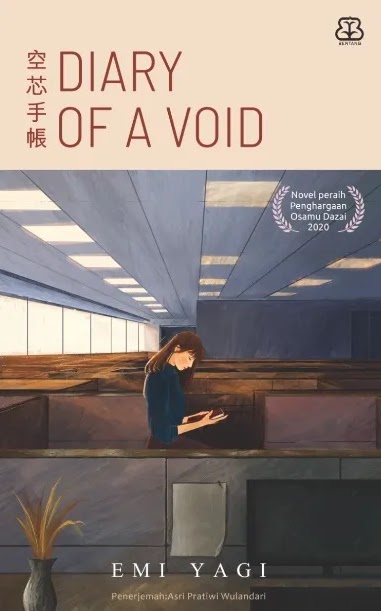 BENTANG
空芯手帳
DIARY
OF A VOID
Novel peraih
Penghargaan
Osamu Dazai
2020
EMI YAGI
Penerjemah:Asri Pratiwi Wulandari